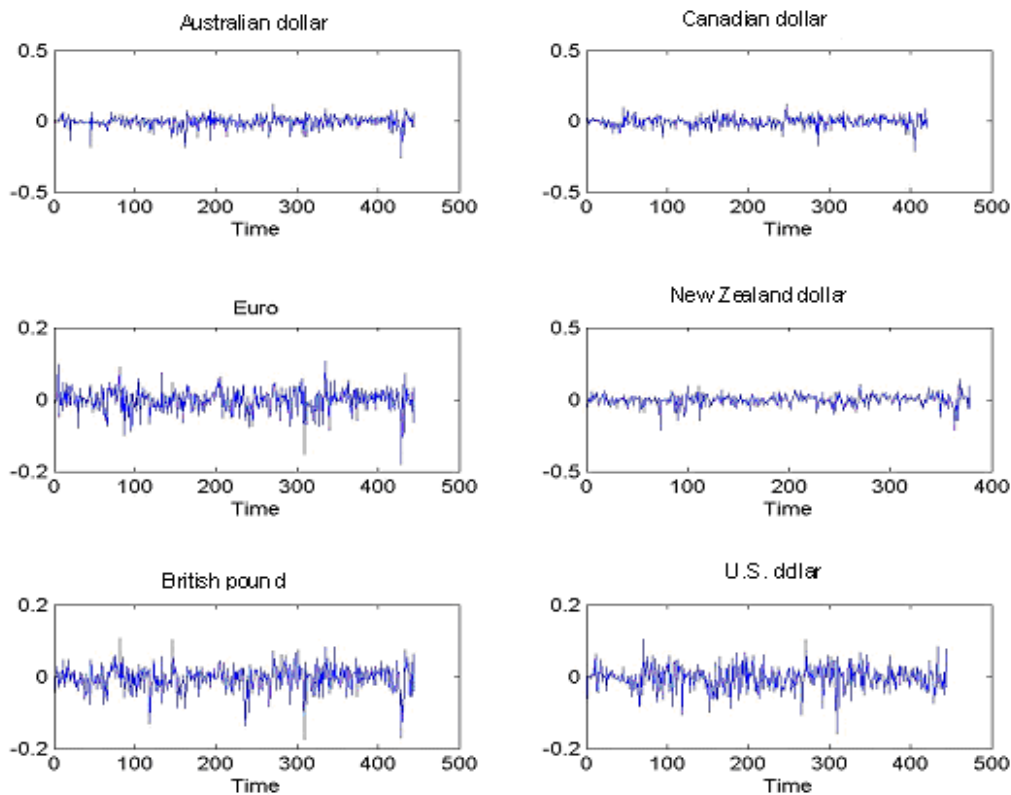 Australian dollar
0.5
0
-0.5
0 100 200 300 400 500
Time
Canadian dollar
0.5
0
-0.5
0 100 200 300 400 500
Time
Euro
0.2
0
-0.2
0 100 200 300 400 500
Time
New Zealand dollar
0.5
0
-0.5
0 100 200 300 400
Time
British pound
0.2
0
-0.2
0 100 200 300 400 500
Time
U.S. ddlar
0.2
0
-0.2
0 100 200 300 400 500
Time